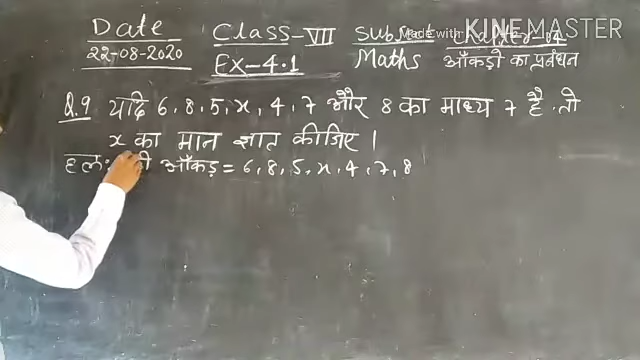 Date Class-VII Subject Made with KINEMASTER
22-08-2020 EX-4.1 Maths आँकड़ो का प्रबंधन
Q.9 यदि 6, 8, 5, x, 4, 7 और 8 का माध्य 7 है तो
x का मान ज्ञात कीजिए ।
हल: आँकड़े = 6, 8, 5, x, 4, 7, 8